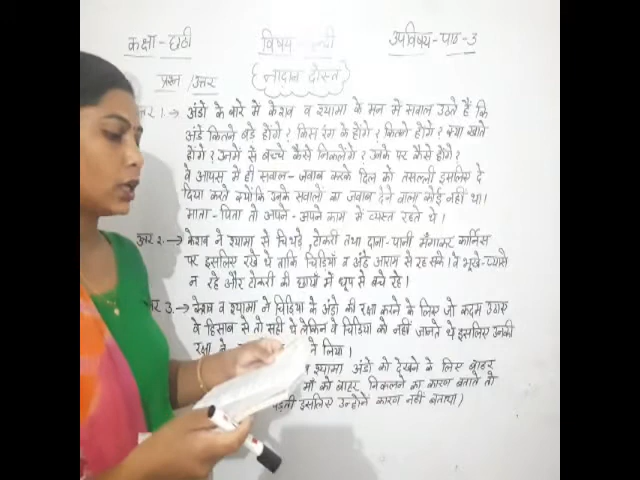 कक्षा - छठी विषय - उपविषय - पाठ - 3
प्रश्न / उत्तर नादान दोस्त
उत्तर 1. → अंडो के बारे में केशव व श्यामा के मन में सवाल उठते हैं कि
अंडे कितने बड़े होंगे? किस रंग के होंगे? कितने होंगे? क्या खाते
होंगे? उनमें से बच्चे कैसे निकलेंगे? उनके पर कैसे होंगे?
वे आपस में ही सवाल - जवाब करके दिल को तसल्ली इसलिए दे
दिया करते क्योंकि उनके सवालों का जवाब देने वाला कोई नहीं था।
माता - पिता तो अपने - अपने काम में व्यस्त रहते थे।
उत्तर 2. → केशव ने श्यामा से चिथड़े, टोकरी तथा दाना - पानी मँगाकर कार्निस
पर इसलिए रखे थे ताकि चिड़ियाँ व अंडे आराम से रह सके। वे भूखे - प्यासे
न रहे और टोकरी की छाया में धूप से बचे रहे।
3. → केशव व श्यामा ने चिड़िया के अंडो की रक्षा करने के लिए जो कदम उठाए
वे हिसाब से तो सही थे लेकिन वे चिड़िया को नहीं जानते थे इसलिए उनकी
रक्षा ने लिया।
व श्यामा अंडो को देखने के लिए बाहर
माँ को बाहर निकलने का कारण बताते तो
इसलिए उन्होंने कारण नहीं बताया।